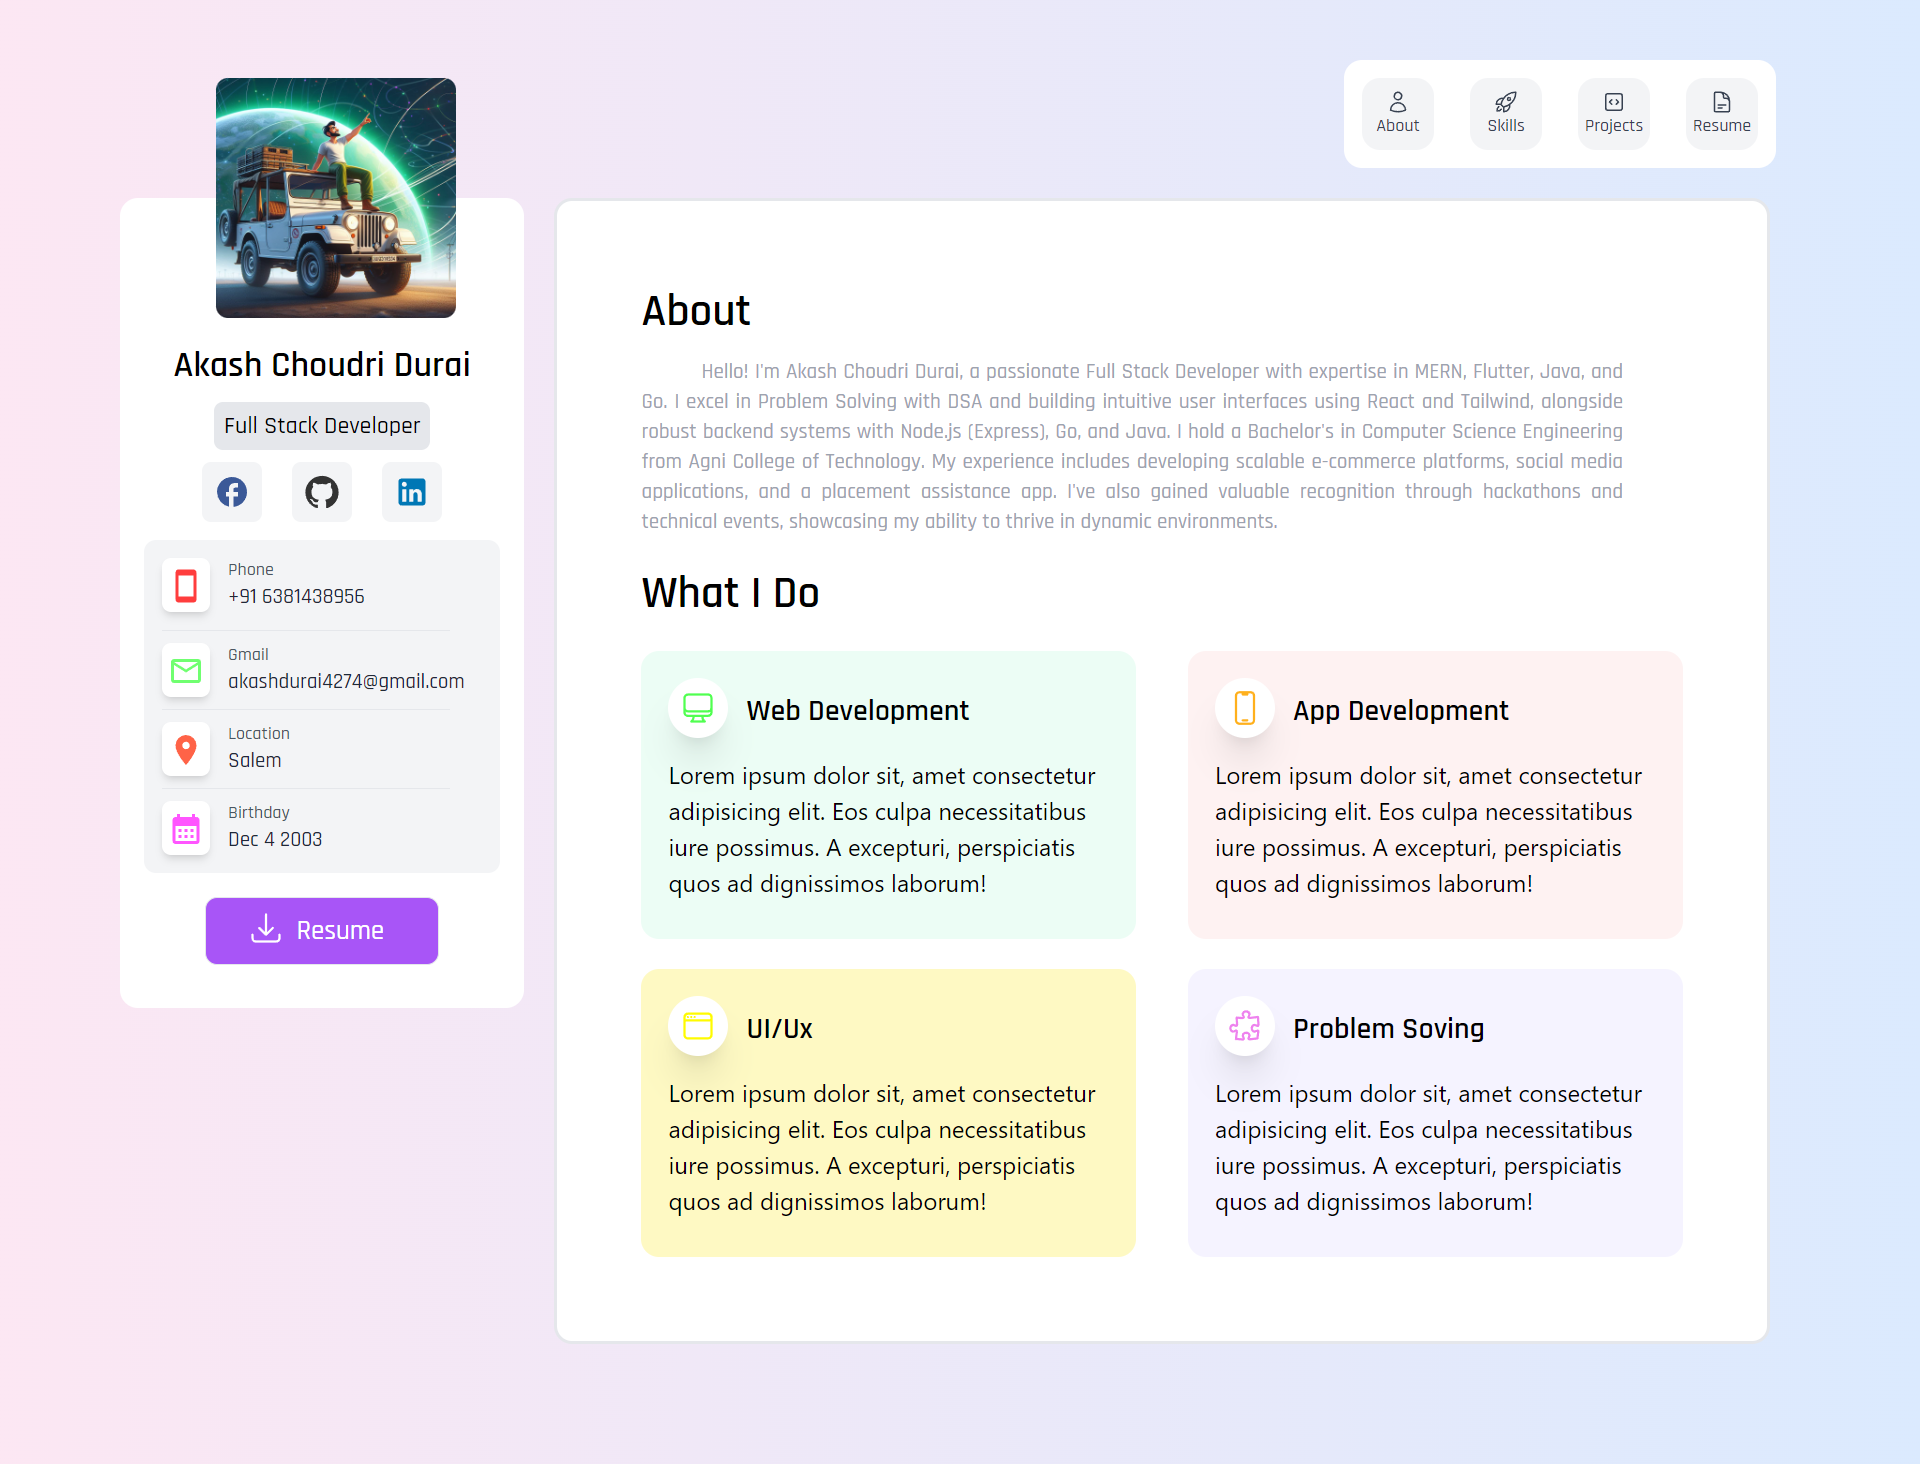 About
Skills
Projects
Resume
Akash Choudri Durai
Full Stack Developer
Phone
+91 6381438956
Gmail
akashdurai4274@gmail.com
Location
Salem
Birthday
Dec 4 2003
Resume
About
Hello! I'm Akash Choudri Durai, a passionate Full Stack Developer with expertise in MERN, Flutter, Java, and
Go. I excel in Problem Solving with DSA and building intuitive user interfaces using React and Tailwind, alongside
robust backend systems with Node.js (Express), Go, and Java. I hold a Bachelor's in Computer Science Engineering
from Agni College of Technology. My experience includes developing scalable e-commerce platforms, social media
applications, and a placement assistance app. I've also gained valuable recognition through hackathons and
technical events, showcasing my ability to thrive in dynamic environments.
What I Do
Web Development
Lorem ipsum dolor sit, amet consectetur
adipisicing elit. Eos culpa necessitatibus
iure possimus. A excepturi, perspiciatis
quos ad dignissimos laborum!
App Development
Lorem ipsum dolor sit, amet consectetur
adipisicing elit. Eos culpa necessitatibus
iure possimus. A excepturi, perspiciatis
quos ad dignissimos laborum!
UI/Ux
Lorem ipsum dolor sit, amet consectetur
adipisicing elit. Eos culpa necessitatibus
iure possimus. A excepturi, perspiciatis
quos ad dignissimos laborum!
Problem Soving
Lorem ipsum dolor sit, amet consectetur
adipisicing elit. Eos culpa necessitatibus
iure possimus. A excepturi, perspiciatis
quos ad dignissimos laborum!